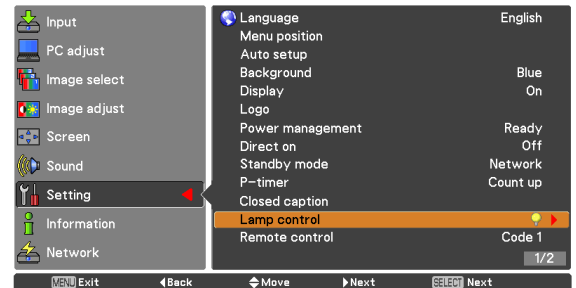 Input
PC adjust
Image select
Image adjust
Screen
Sound
Setting
Information
Network
Language English
Menu position
Auto setup
Background Blue
Display On
Logo
Power management Ready
Direct on Off
Standby mode Network
P-timer Count up
Closed caption
Lamp control
Remote control Code 1
1/2
MENU Exit Back Move Next SELECT Next